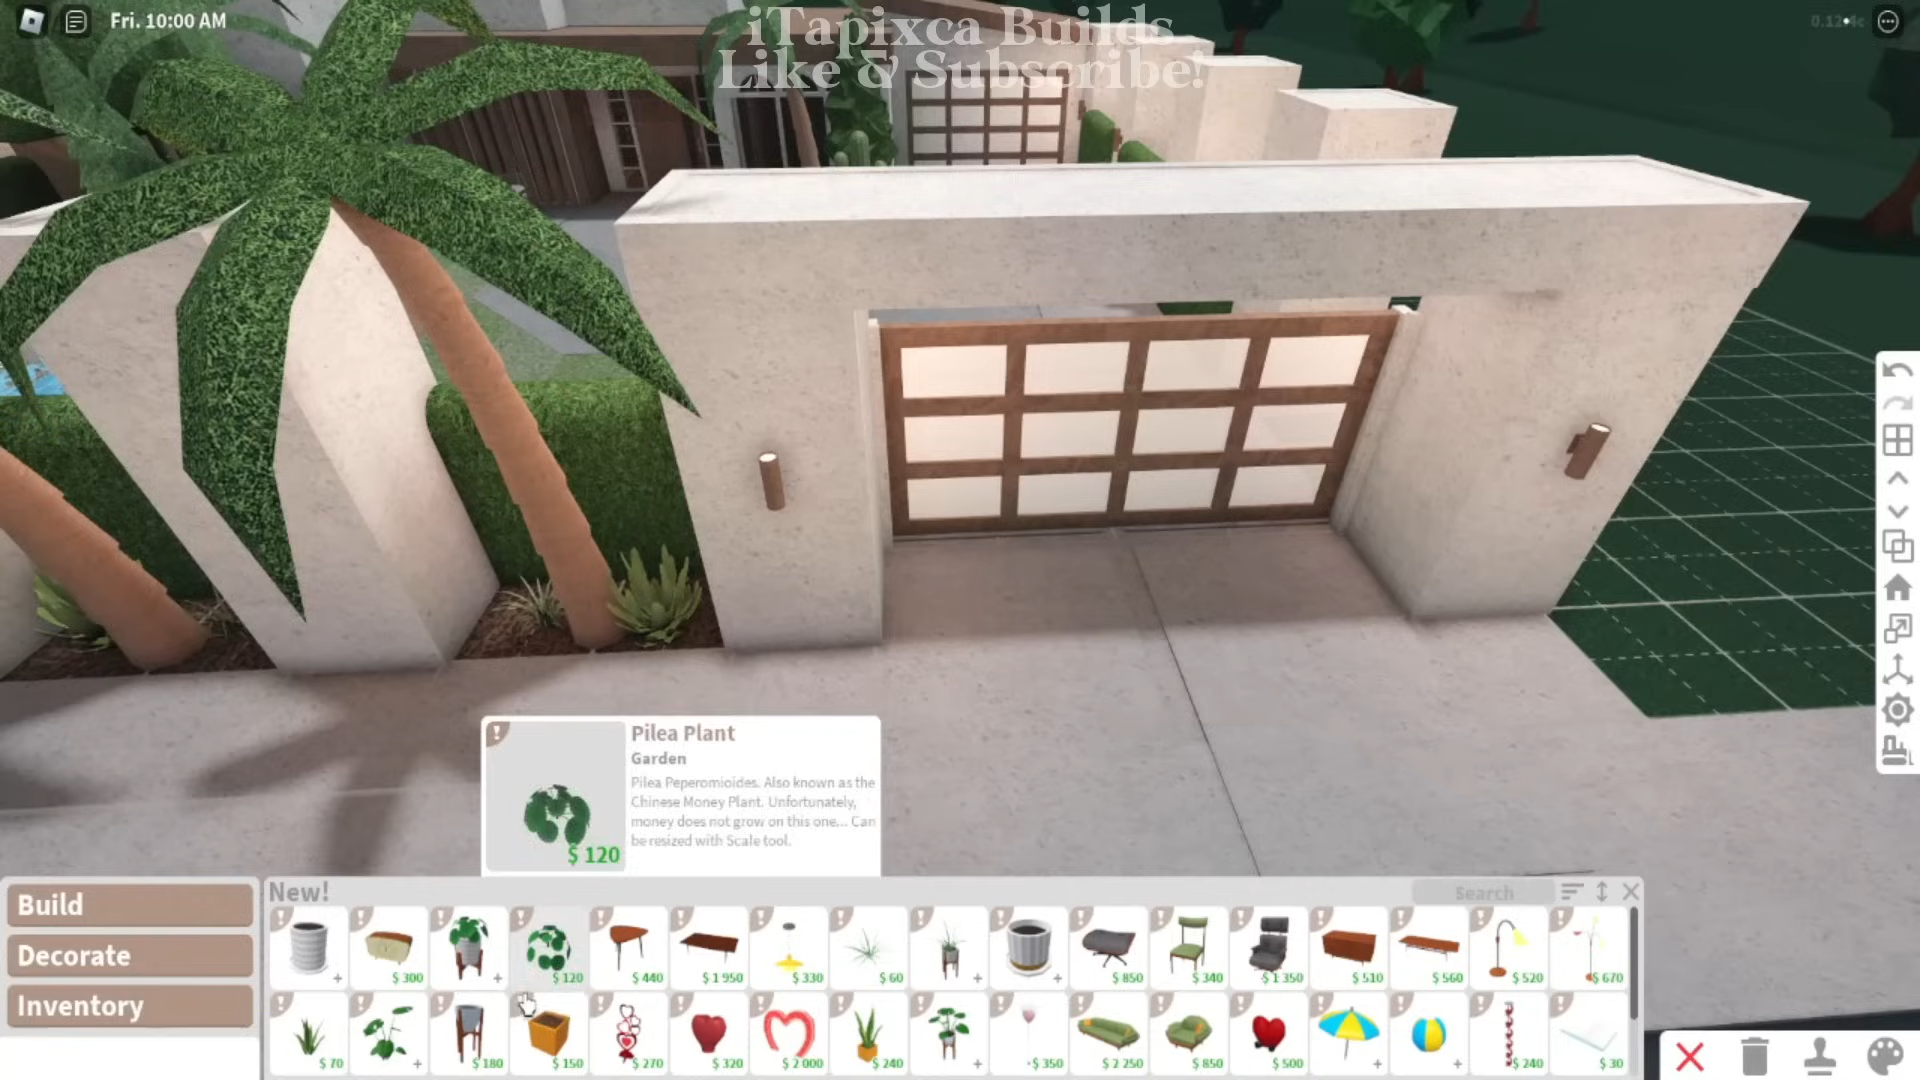 Fri. 10:00 AM
iTapixca Builds
Like & Subscribe!
Pilea Plant
Garden
Pilea Peperomioides. Also known as the
Chinese Money Plant. Unfortunately,
money does not grow on this one... Can
be resized with Scale tool.
$ 120
Build
Decorate
Inventory
New!
Search
$ 300
$ 120
$ 440
$ 1 950
$ 330
$ 60
$ 850
$ 340
$ 1 350
$ 510
$ 560
$ 520
$ 670
$ 70
$ 180
$ 150
$ 270
$ 320
$ 2 000
$ 240
$ 350
$ 2 250
$ 850
$ 500
$ 240
$ 30